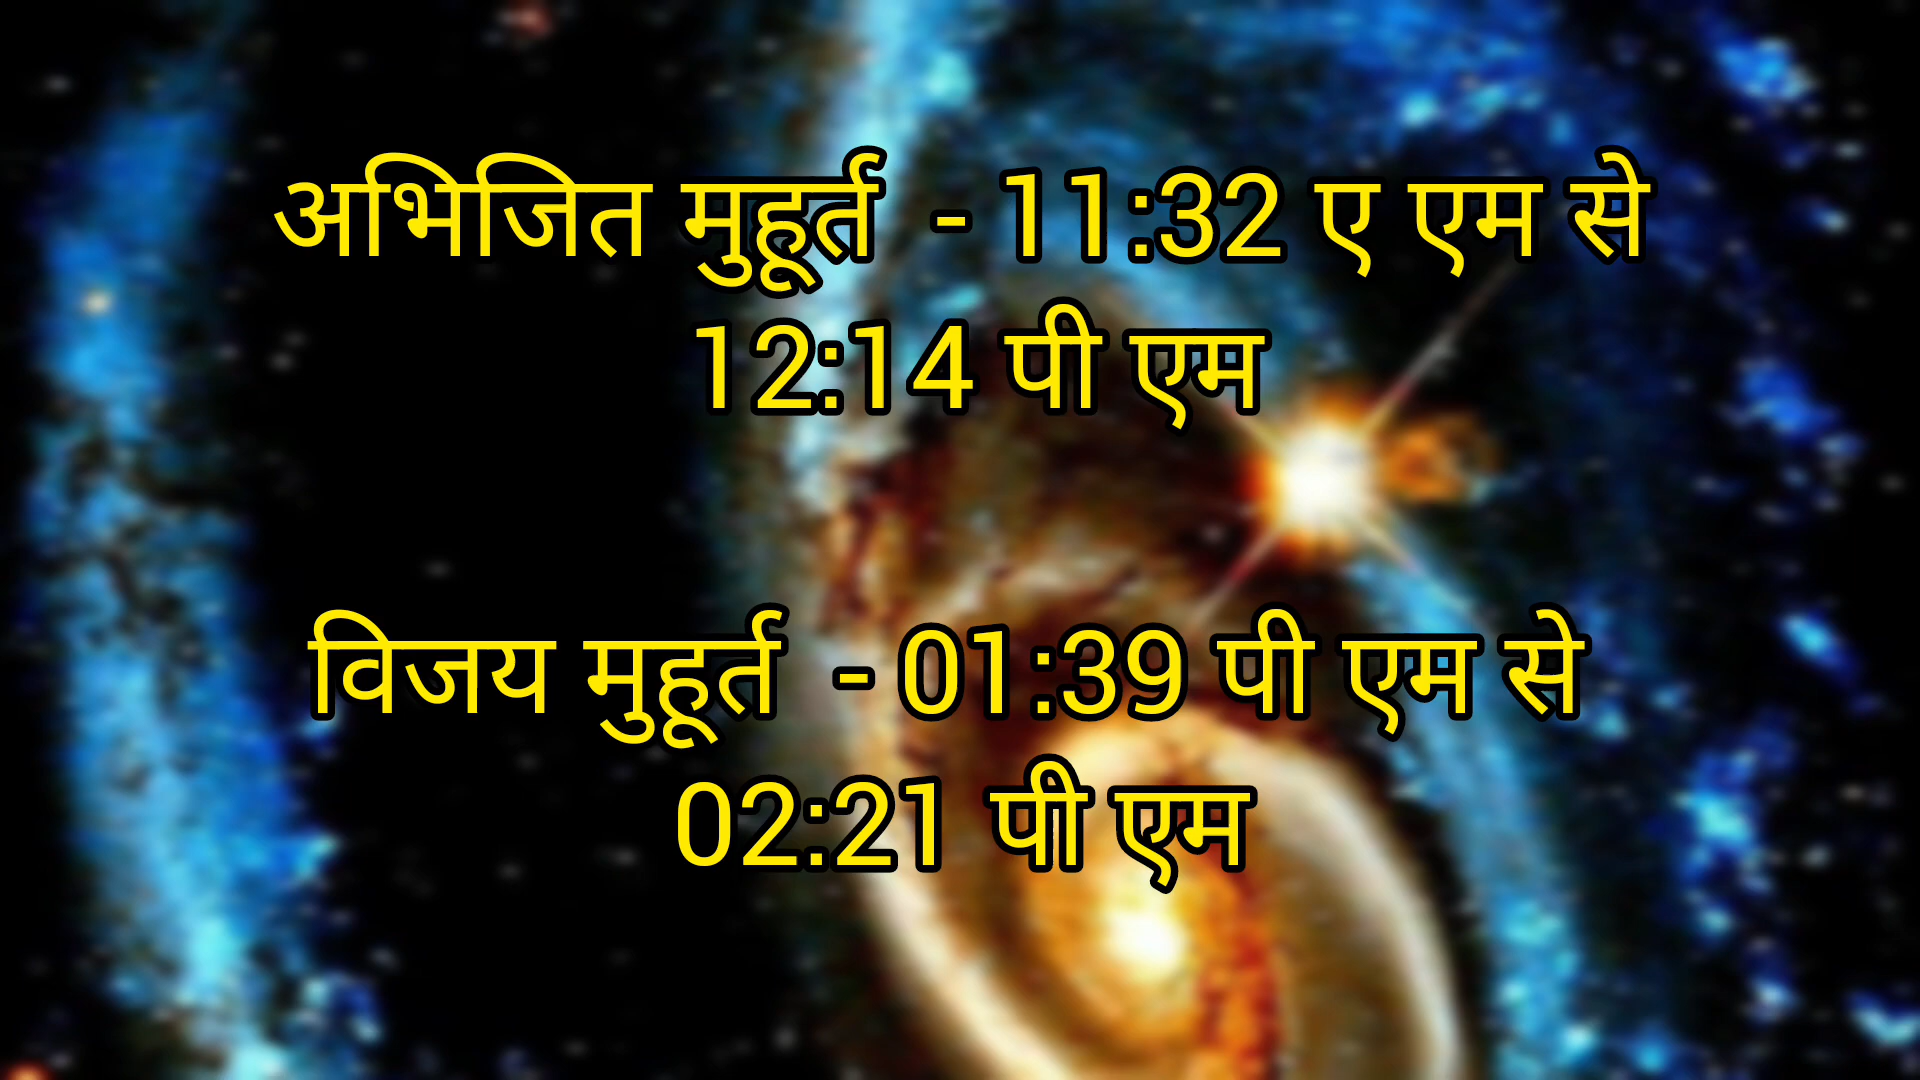 अभिजित मुहूर्त - 11:32 ए एम से
12:14 पी एम
विजय मुहूर्त - 01:39 पी एम से
02:21 पी एम